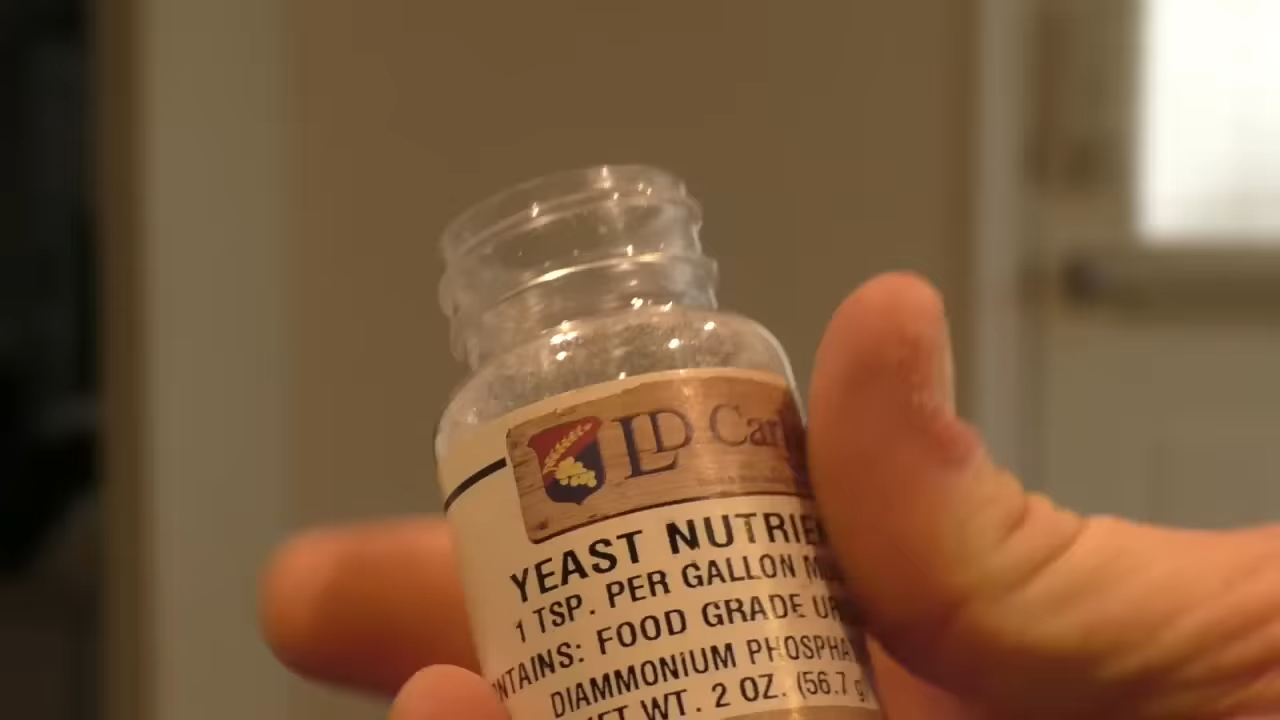 LD Car
YEAST NUTRIE
1 TSP. PER GALLON M
NTAINS: FOOD GRADE UR
DIAMMONIUM PHOSPHA
ET WT. 2 OZ. (56.7 g